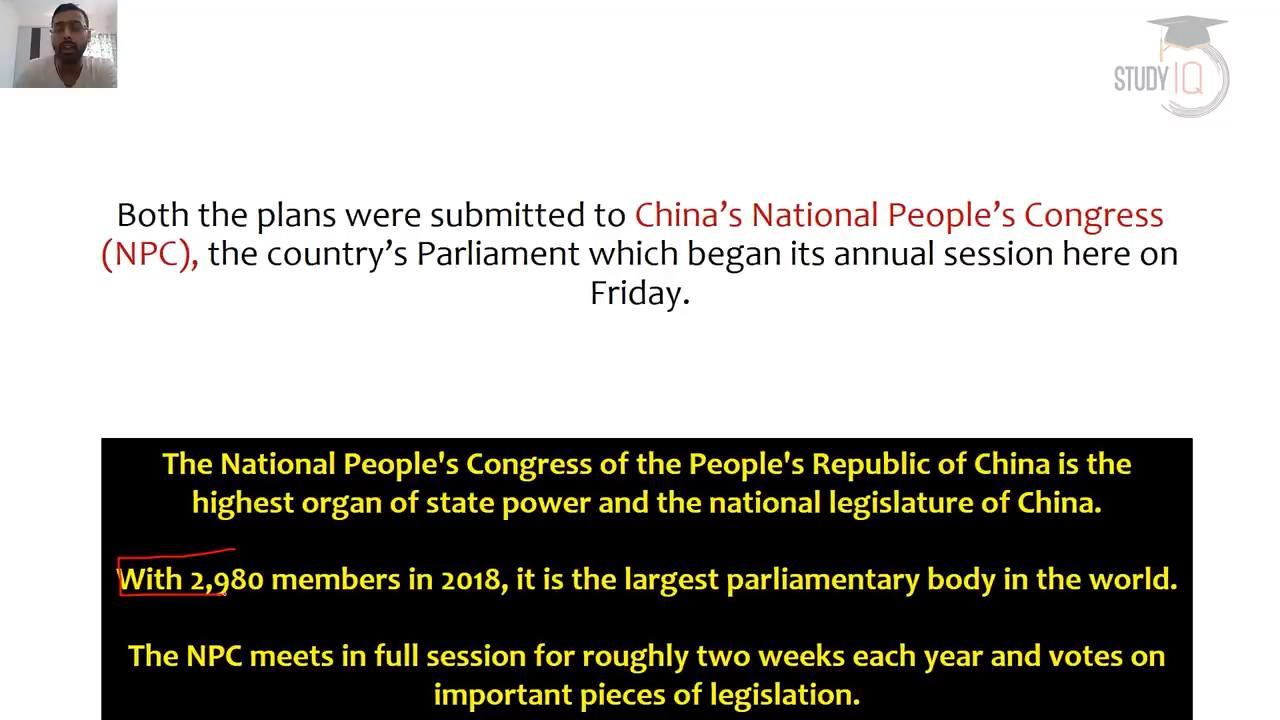 STUDY IQ
Both the plans were submitted to China’s National People’s Congress
(NPC), the country’s Parliament which began its annual session here on
Friday.
The National People's Congress of the People's Republic of China is the
highest organ of state power and the national legislature of China.
With 2,980 members in 2018, it is the largest parliamentary body in the world.
The NPC meets in full session for roughly two weeks each year and votes on
important pieces of legislation.